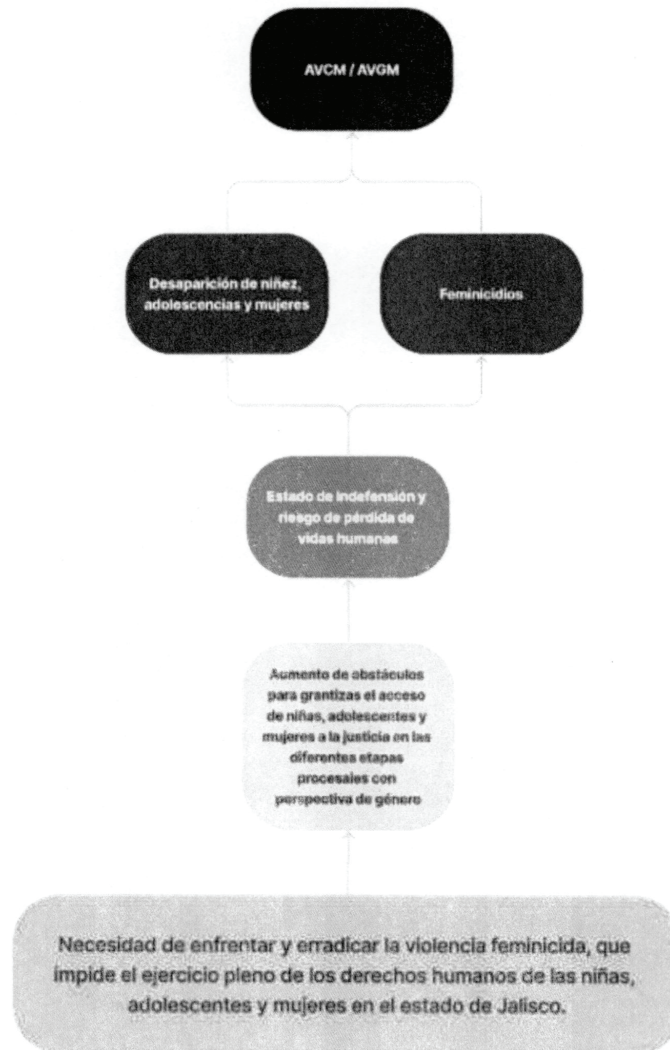 AVCM / AVGM
Desaparición de niñez,
adolescencias y mujeres
Feminicidios
Estado de indefensión y
riesgo de pérdida de
vidas humanas
Aumento de obstáculos
para grantizas el acceso
de niñas, adolescentes y
mujeres a la justicia en las
diferentes etapas
procesales con
perspectiva de género
Necesidad de enfrentar y erradicar la violencia feminicida, que
impide el ejercicio pleno de los derechos humanos de las niñas,
adolescentes y mujeres en el estado de Jalisco.